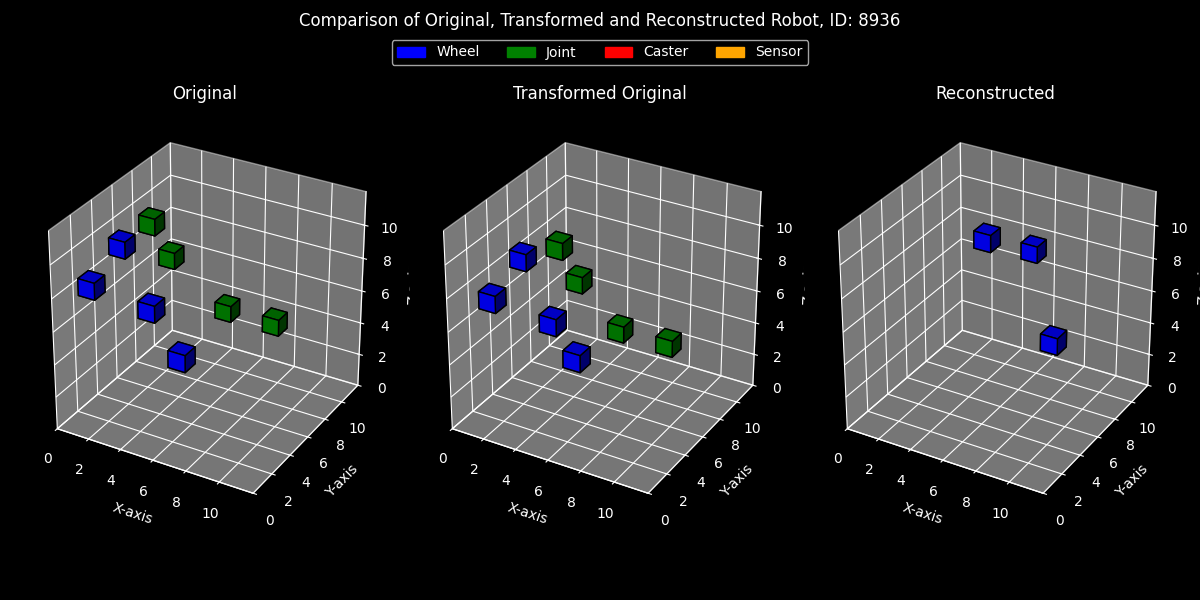 Comparison of Original, Transformed and Reconstructed Robot, ID: 8936
Wheel Joint Caster Sensor
Original Transformed Original Reconstructed
0 2 4 6 8 10
X-axis
0 2 4 6 8 10
Y-axis
0 2 4 6 8 10
0 2 4 6 8 10
X-axis
0 2 4 6 8 10
Y-axis
0 2 4 6 8 10
0 2 4 6 8 10
X-axis
0 2 4 6 8 10
Y-axis
0 2 4 6 8 10